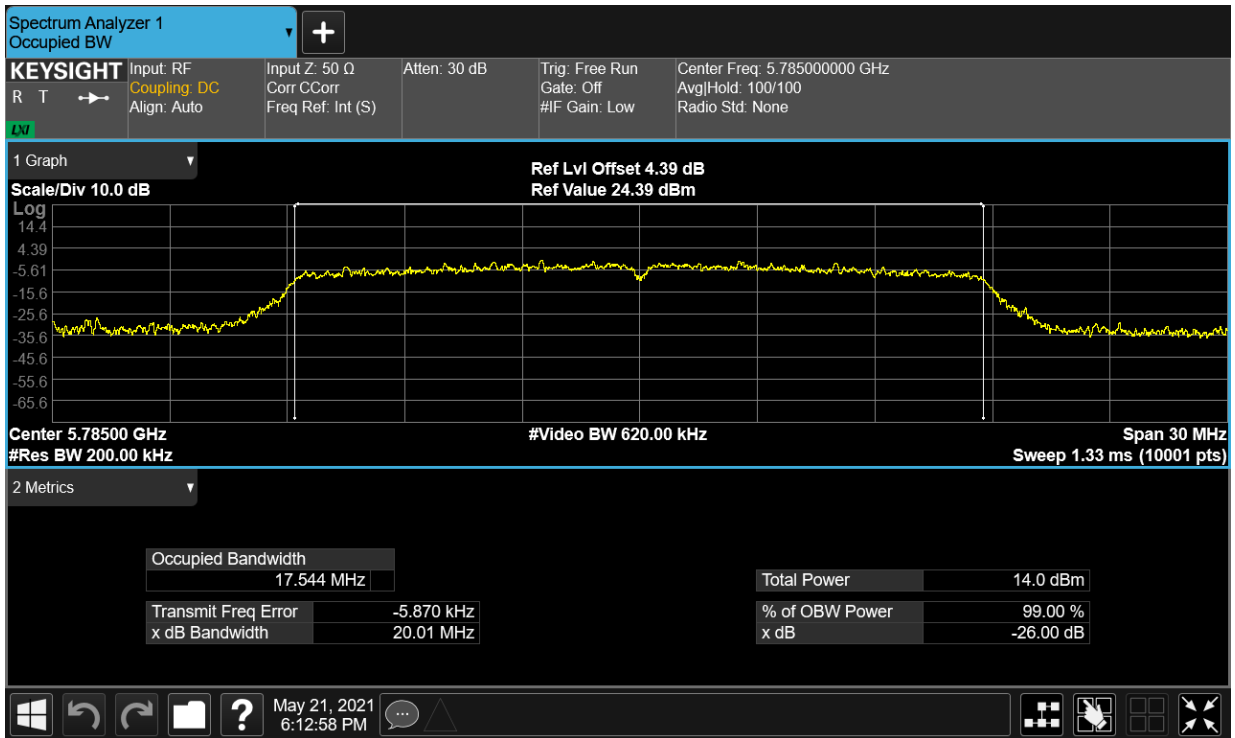 Spectrum Analyzer 1
Occupied BW
KEYSIGHT
R T
LXI
Input: RF
Coupling: DC
Align: Auto
Input Z: 50 Ω
Corr CCorr
Freq Ref: Int (S)
Atten: 30 dB
Trig: Free Run
Gate: Off
#IF Gain: Low
Center Freq: 5.785000000 GHz
Avg|Hold: 100/100
Radio Std: None
1 Graph
Scale/Div 10.0 dB
Ref Lvl Offset 4.39 dB
Ref Value 24.39 dBm
Log
14.4
4.39
-5.61
-15.6
-25.6
-35.6
-45.6
-55.6
-65.6
Center 5.78500 GHz
#Res BW 200.00 kHz
#Video BW 620.00 kHz
Span 30 MHz
Sweep 1.33 ms (10001 pts)
2 Metrics
Occupied Bandwidth
17.544 MHz
Transmit Freq Error -5.870 kHz
x dB Bandwidth 20.01 MHz
Total Power 14.0 dBm
% of OBW Power 99.00 %
x dB -26.00 dB
?
May 21, 2021
6:12:58 PM